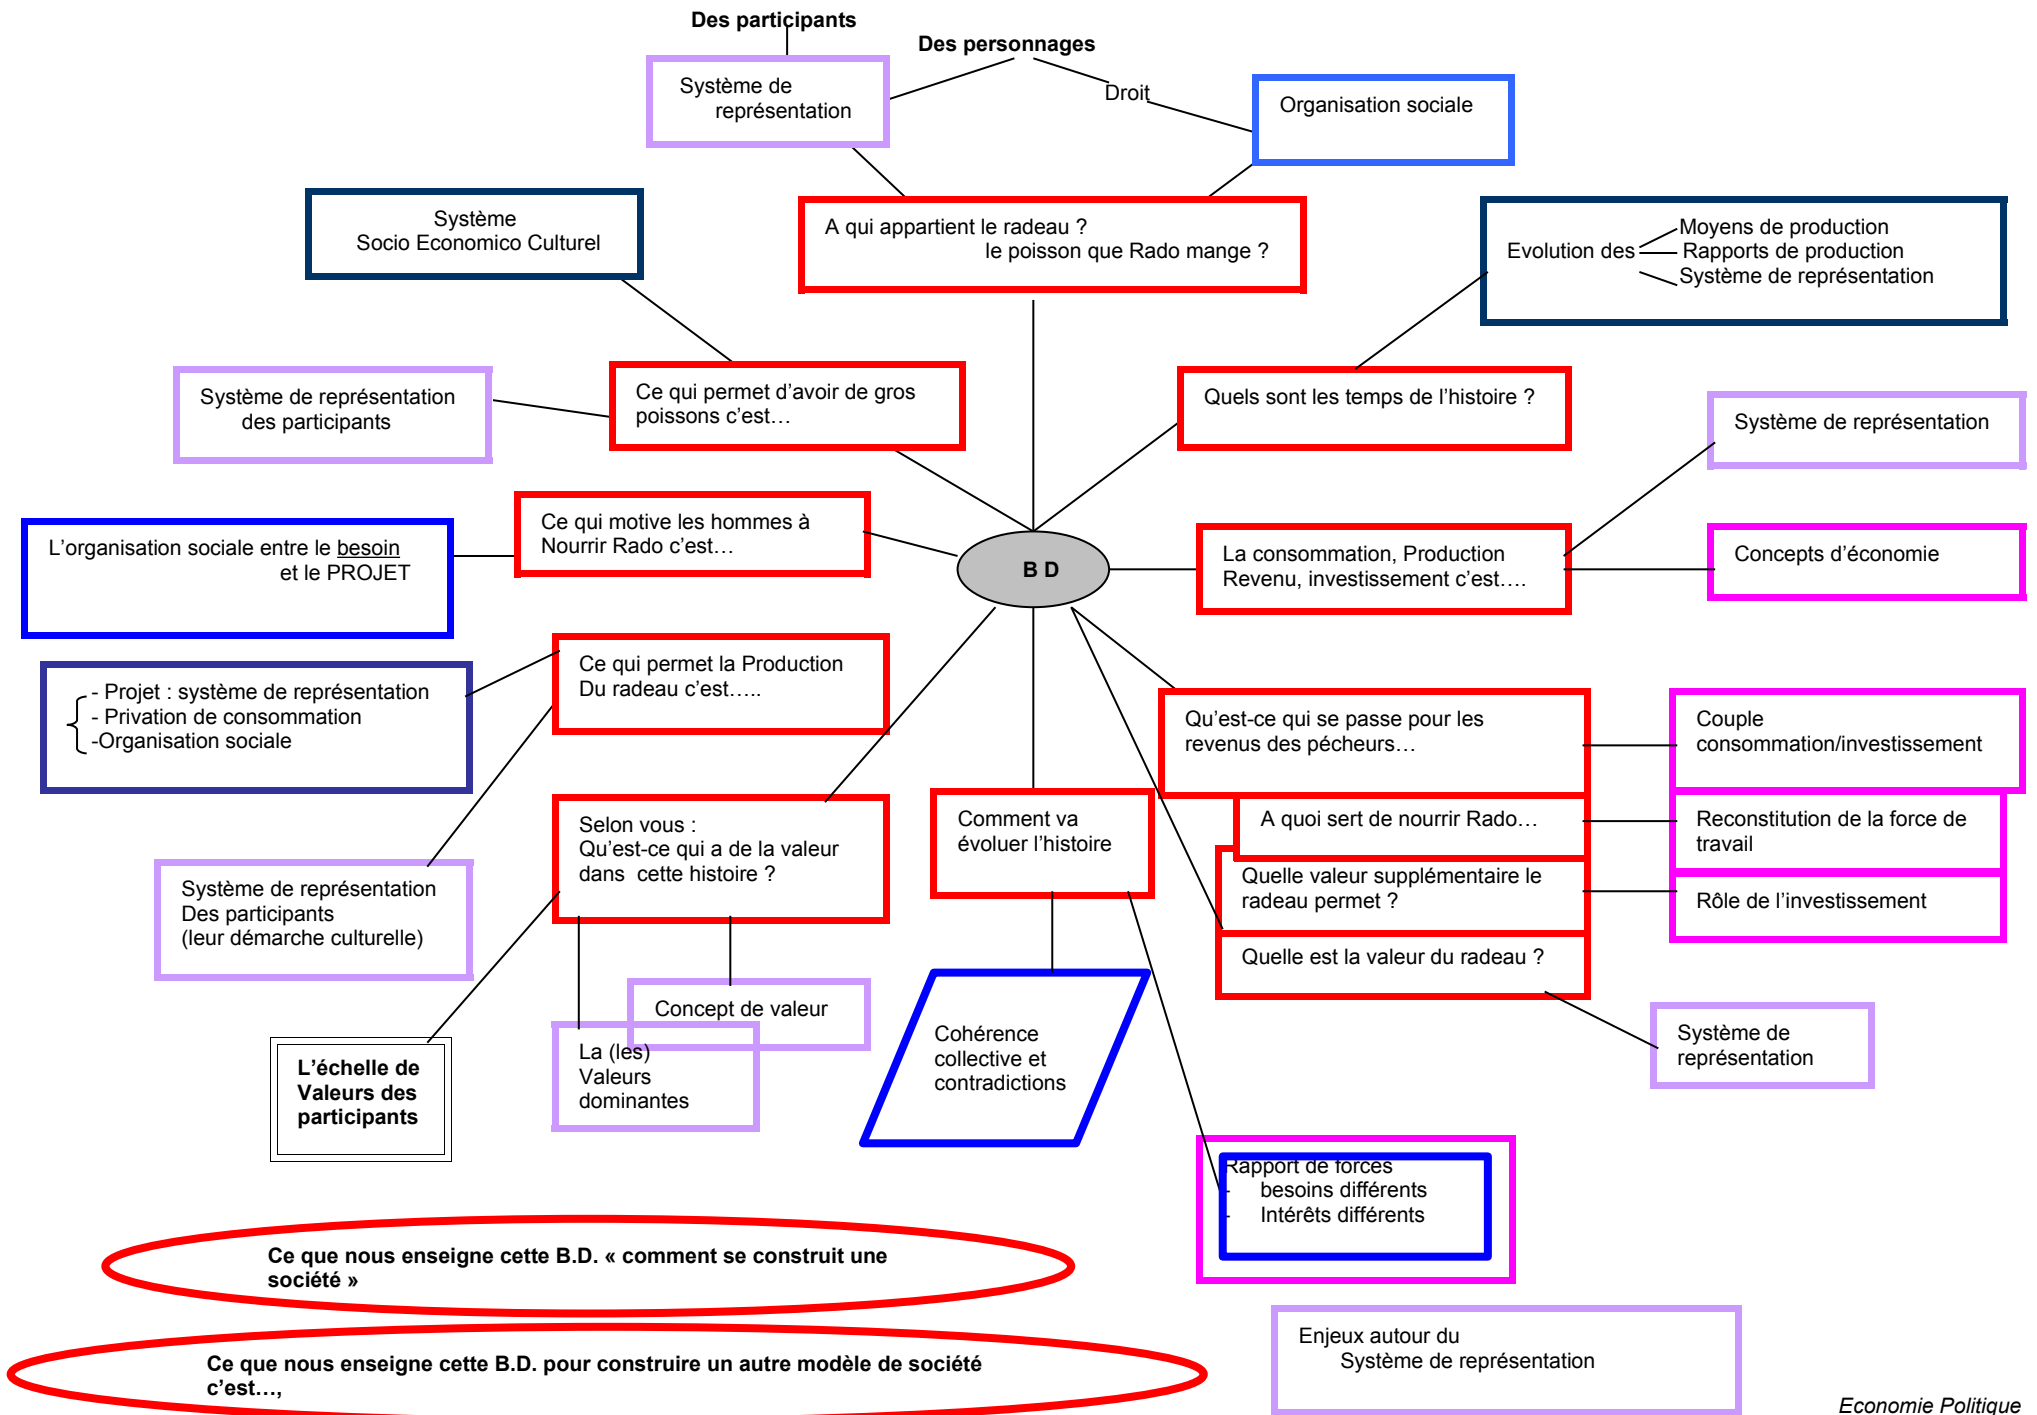 Des participants
Des personnages
Système de
représentation
Droit
Organisation sociale
Système
Socio Economico Culturel
A qui appartient le radeau ?
le poisson que Rado mange ?
Evolution des
Moyens de production
Rapports de production
Système de représentation
Système de représentation
des participants
Ce qui permet d'avoir de gros
poissons c'est…
Quels sont les temps de l'histoire ?
Système de représentation
L'organisation sociale entre le besoin
et le PROJET
Ce qui motive les hommes à
Nourrir Rado c'est…
B D
La consommation, Production
Revenu, investissement c'est….
Concepts d'économie
- Projet : système de représentation
- Privation de consommation
-Organisation sociale
Ce qui permet la Production
Du radeau c'est…..
Qu'est-ce qui se passe pour les
revenus des pécheurs…
Couple
consommation/investissement
Selon vous :
Qu'est-ce qui a de la valeur
dans cette histoire ?
Comment va
évoluer l'histoire
A quoi sert de nourrir Rado…
Reconstitution de la force de
travail
Quelle valeur supplémentaire le
radeau permet ?
Rôle de l'investissement
Quelle est la valeur du radeau ?
Système de représentation
Des participants
(leur démarche culturelle)
Concept de valeur
La (les)
Valeurs
dominantes
Cohérence
collective et
contradictions
Système de
représentation
L'échelle de
Valeurs des
participants
Rapport de forces
- besoins différents
- Intérêts différents
Ce que nous enseigne cette B.D. « comment se construit une
société »
Enjeux autour du
Système de représentation
Ce que nous enseigne cette B.D. pour construire un autre modèle de société
c'est…,
Economie Politique